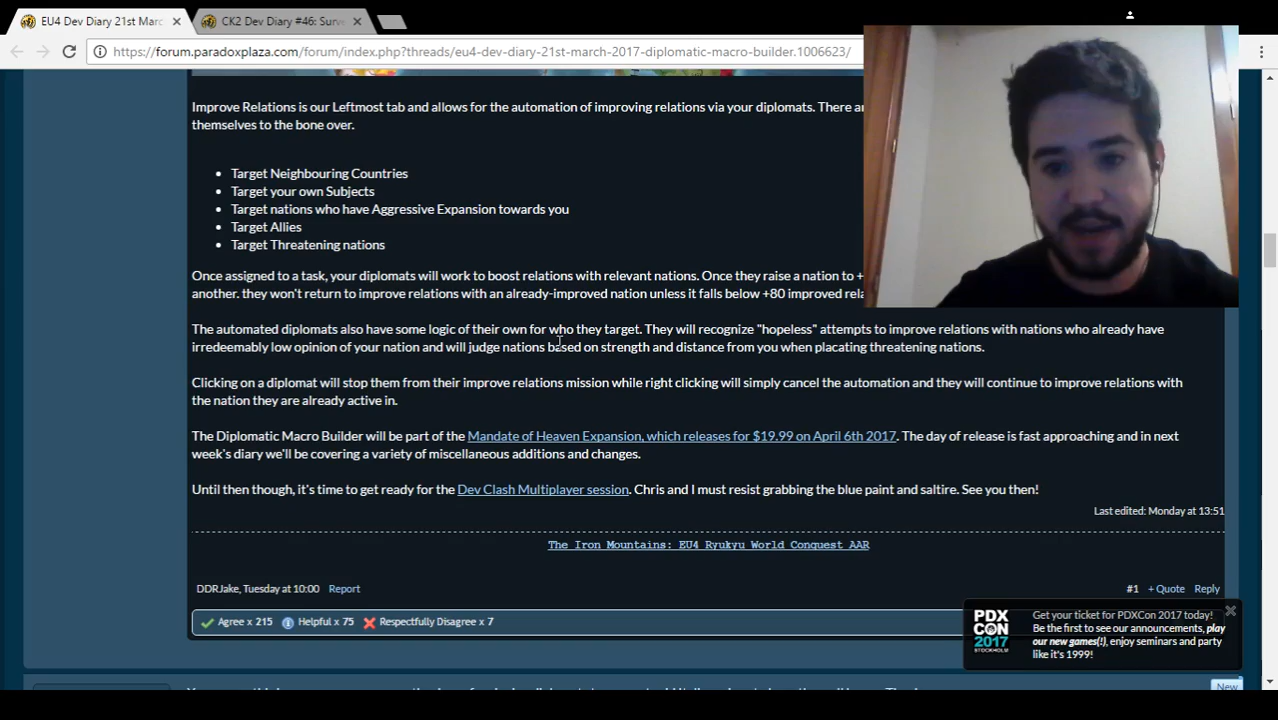 EU4 Dev Diary 21st Marc
CK2 Dev Diary #46: Surv
https://forum.paradoxplaza.com/forum/index.php?threads/eu4-dev-diary-21st-march-2017-diplomatic-macro-builder.1006623/
Improve Relations is our Leftmost tab and allows for the automation of improving relations via your diplomats. There ar
themselves to the bone over.
• Target Neighbouring Countries
• Target your own Subjects
• Target nations who have Aggressive Expansion towards you
• Target Allies
• Target Threatening nations
Once assigned to a task, your diplomats will work to boost relations with relevant nations. Once they raise a nation to +
another. they won't return to improve relations with an already-improved nation unless it falls below +80 improved rela
The automated diplomats also have some logic of their own for who they target. They will recognize "hopeless" attempts to improve relations with nations who already have
irredeemably low opinion of your nation and will judge nations based on strength and distance from you when placating threatening nations.
Clicking on a diplomat will stop them from their improve relations mission while right clicking will simply cancel the automation and they will continue to improve relations with
the nation they are already active in.
The Diplomatic Macro Builder will be part of the Mandate of Heaven Expansion, which releases for $19.99 on April 6th 2017. The day of release is fast approaching and in next
week's diary we'll be covering a variety of miscellaneous additions and changes.
Until then though, it's time to get ready for the Dev Clash Multiplayer session. Chris and I must resist grabbing the blue paint and saltire. See you then!
Last edited: Monday at 13:51
The Iron Mountains: EU4 Ryukyu World Conquest AAR
DDRJake, Tuesday at 10:00 Report
#1 + Quote Reply
Agree x 215 Helpful x 75 Respectfully Disagree x 7
PDX
CON
2017
STOCKHOLM
Get your ticket for PDXCon 2017 today!
Be the first to see our announcements, play
our new games(!), enjoy seminars and party
like it's 1999!
New